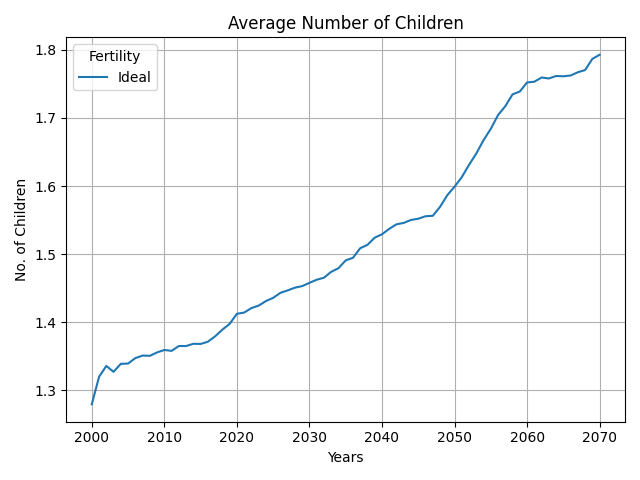 Average Number of Children
Fertility
Ideal
No. of Children
1.8
1.7
1.6
1.5
1.4
1.3
2000 2010 2020 2030 2040 2050 2060 2070
Years